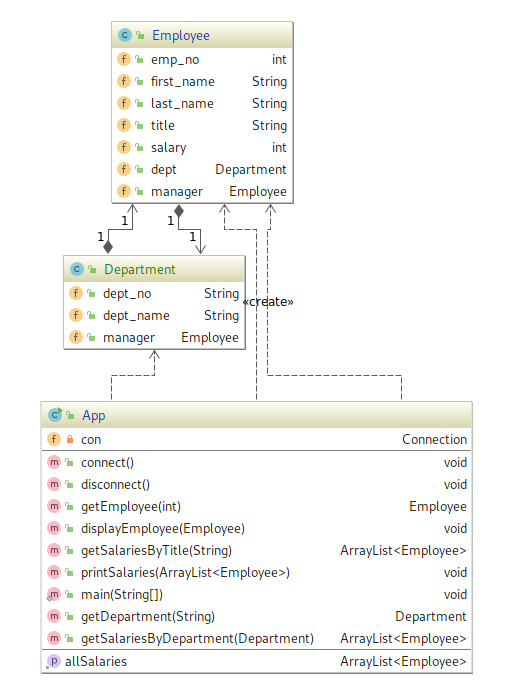 C Employee
f emp_no int
f first_name String
f last_name String
f title String
f salary int
f dept Department
f manager Employee
1 1
1
C Department
f dept_no String
f dept_name String
f manager Employee
«create»
C App
f con Connection
m connect() void
m disconnect() void
m getEmployee(int) Employee
m displayEmployee(Employee) void
m getSalariesByTitle(String) ArrayList<Employee>
m printSalaries(ArrayList<Employee>) void
m main(String[]) void
m getDepartment(String) Department
m getSalariesByDepartment(Department) ArrayList<Employee>
p allSalaries ArrayList<Employee>